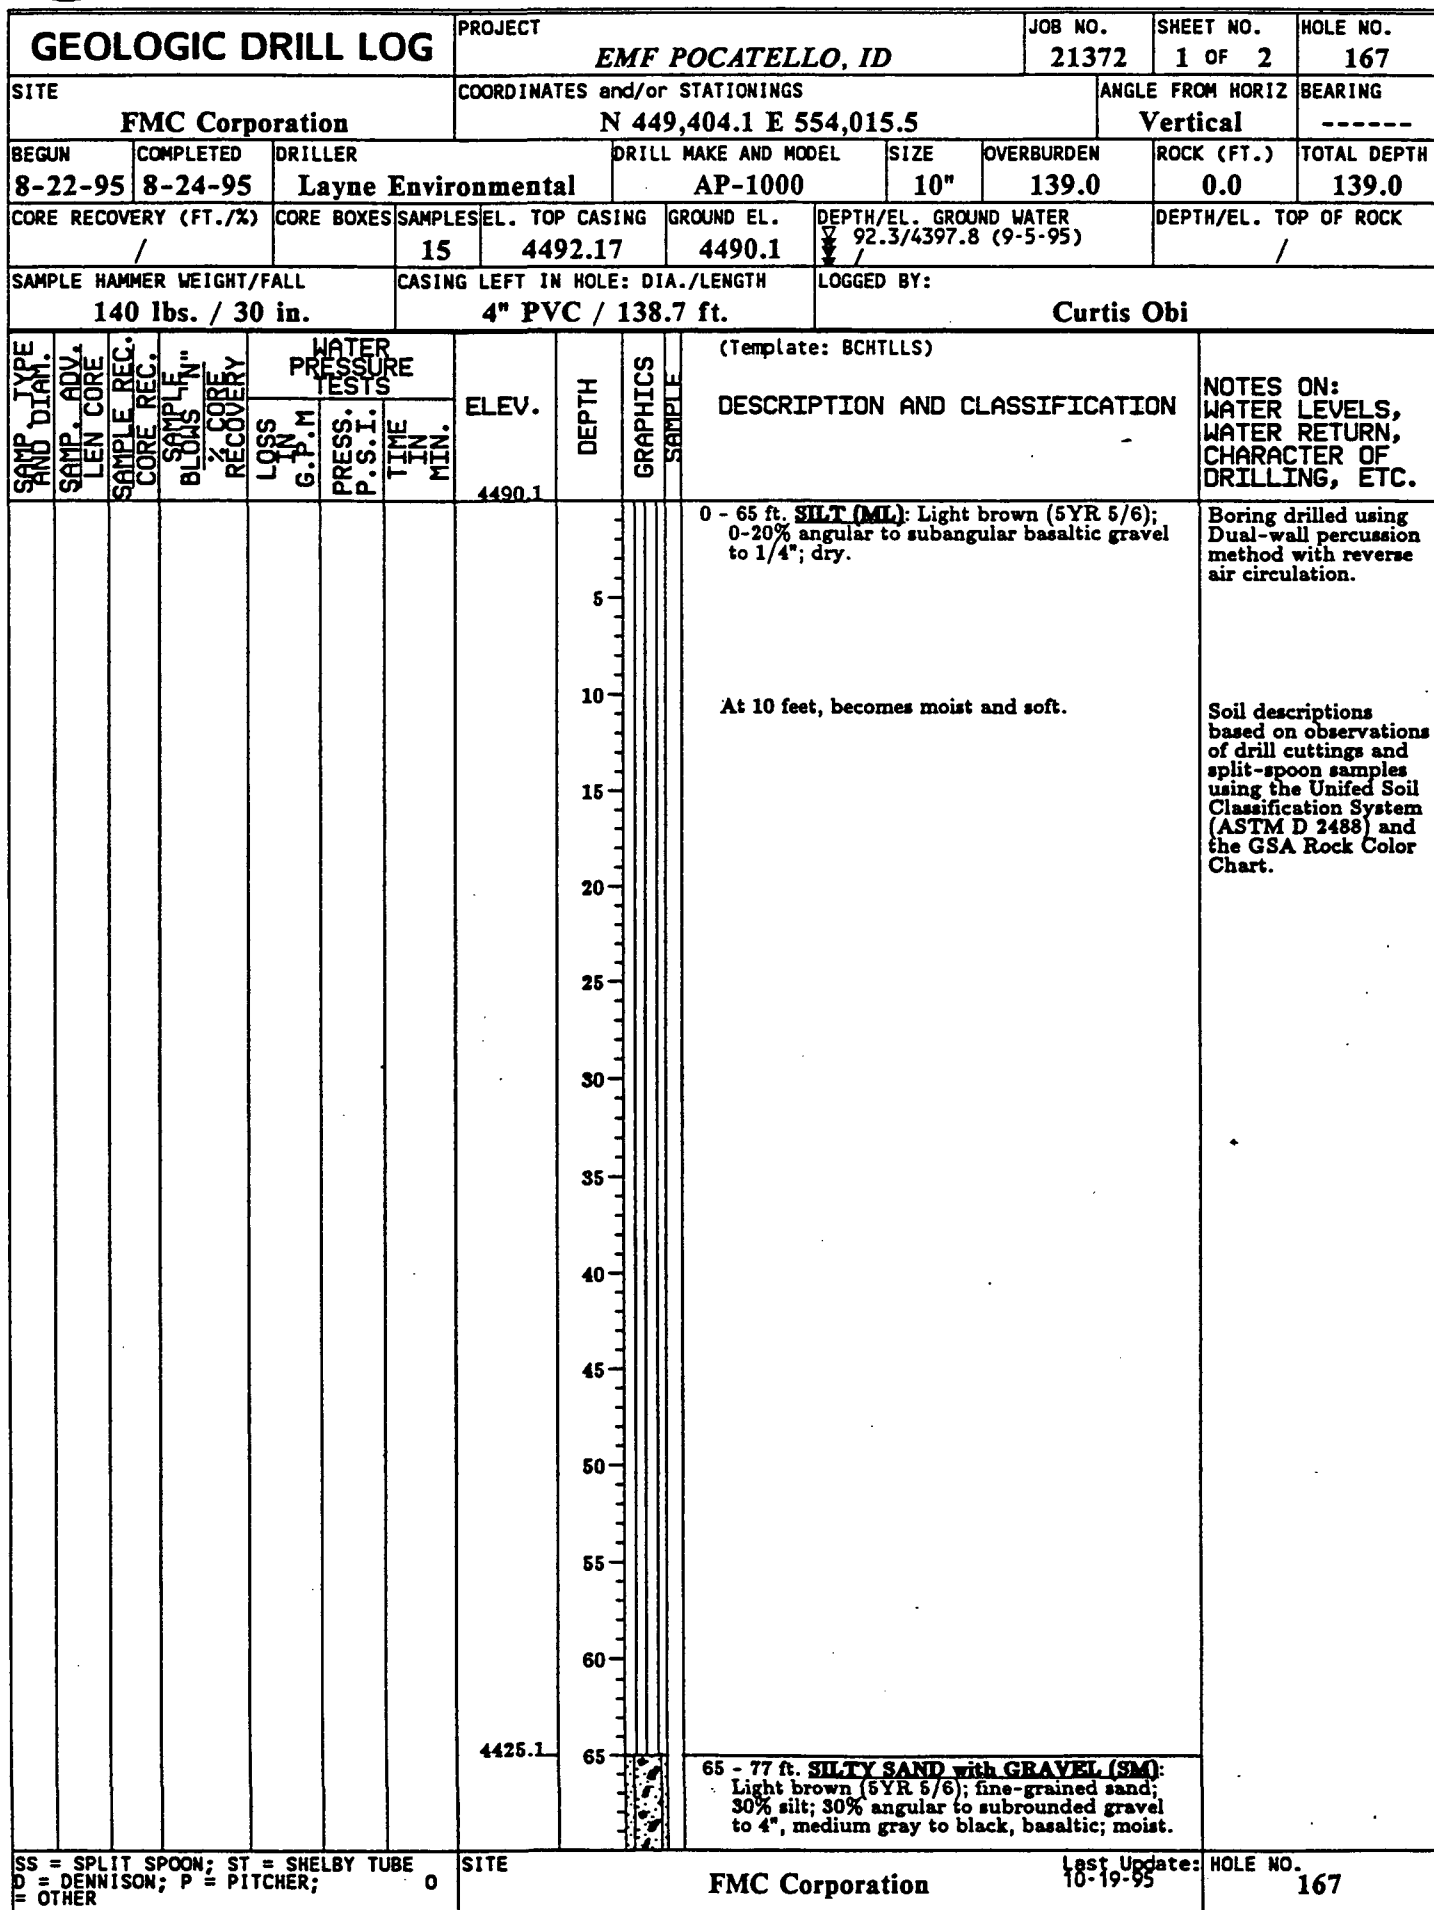 GEOLOGIC DRILL LOG
PROJECT
EMF POCATELLO, ID
JOB NO.
21372
SHEET NO.
1 OF 2
HOLE NO.
167
SITE
FMC Corporation
COORDINATES and/or STATIONINGS
N 449,404.1 E 554,015.5
ANGLE FROM HORIZ
Vertical
BEARING
------
BEGUN
8-22-95
COMPLETED
8-24-95
DRILLER
Layne Environmental
DRILL MAKE AND MODEL
AP-1000
SIZE
10"
OVERBURDEN
139.0
ROCK (FT.)
0.0
TOTAL DEPTH
139.0
CORE RECOVERY (FT./%)
/
CORE BOXES
SAMPLES
15
EL. TOP CASING
4492.17
GROUND EL.
4490.1
DEPTH/EL. GROUND WATER
92.3/4397.8 (9-5-95)
/
DEPTH/EL. TOP OF ROCK
/
SAMPLE HAMMER WEIGHT/FALL
140 lbs. / 30 in.
CASING LEFT IN HOLE: DIA./LENGTH
4" PVC / 138.7 ft.
LOGGED BY:
Curtis Obi
SAMP. TYPE
AND DIAM.
SAMP. ADV.
LEN CORE
SAMPLE REC.
CORE REC.
SAMPLE
BLOWS "N"
% CORE
RECOVERY
WATER
PRESSURE
TESTS
LOSS
IN
G.P.M
PRESS.
P.S.I.
TIME
IN
MIN.
ELEV.
4490.1
DEPTH
GRAPHICS
SAMPLE
(Template: BCHTLLS)
DESCRIPTION AND CLASSIFICATION
NOTES ON:
WATER LEVELS,
WATER RETURN,
CHARACTER OF
DRILLING, ETC.
0 - 65 ft. SILT (ML): Light brown (5YR 5/6);
0-20% angular to subangular basaltic gravel
to 1/4"; dry.
Boring drilled using
Dual-wall percussion
method with reverse
air circulation.
5
10
At 10 feet, becomes moist and soft.
Soil descriptions
based on observations
of drill cuttings and
split-spoon samples
using the Unifed Soil
Classification System
(ASTM D 2488) and
the GSA Rock Color
Chart.
15
20
25
30
35
40
45
50
55
60
4425.1
65
65 - 77 ft. SILTY SAND with GRAVEL (SM):
Light brown (5YR 5/6); fine-grained sand;
30% silt; 30% angular to subrounded gravel
to 4", medium gray to black, basaltic; moist.
SS = SPLIT SPOON; ST = SHELBY TUBE
D = DENNISON; P = PITCHER; O
= OTHER
SITE
FMC Corporation
Last Update:
10-19-95
HOLE NO.
167